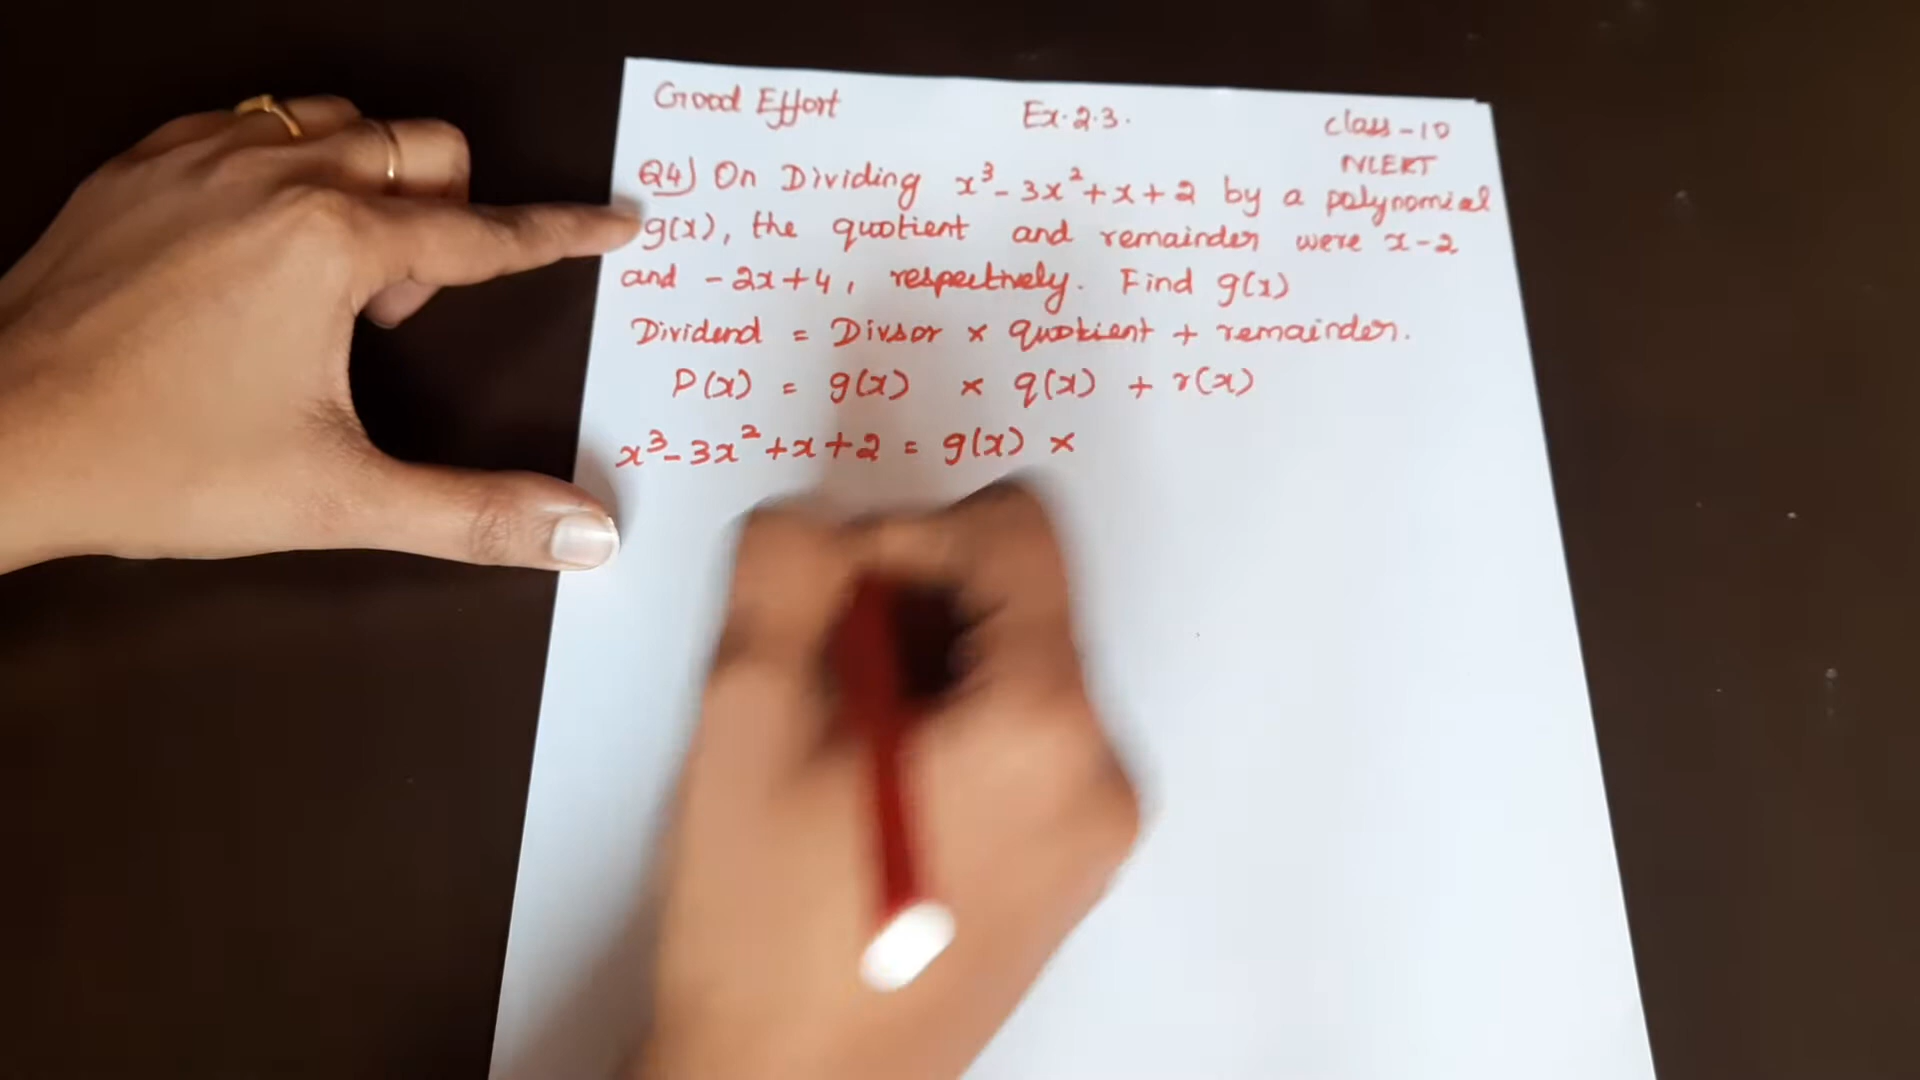 Good Effort Ex. 2.3. Class-10
NCERT
Q4) On Dividing x³- 3x²+x+2 by a polynomial
g(x), the quotient and remainder were x-2
and -2x+4, respectively. Find g(x)
Dividend = Divsor × quotient + remainder.
P(x) = g(x) × q(x) + r(x)
x³-3x²+x+2 = g(x) ×